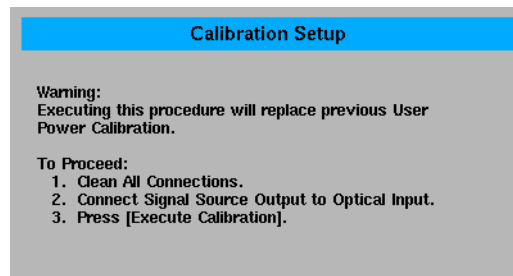 Calibration Setup
Warning:
Executing this procedure will replace previous User
Power Calibration.
To Proceed:
1. Clean All Connections.
2. Connect Signal Source Output to Optical Input.
3. Press [Execute Calibration].